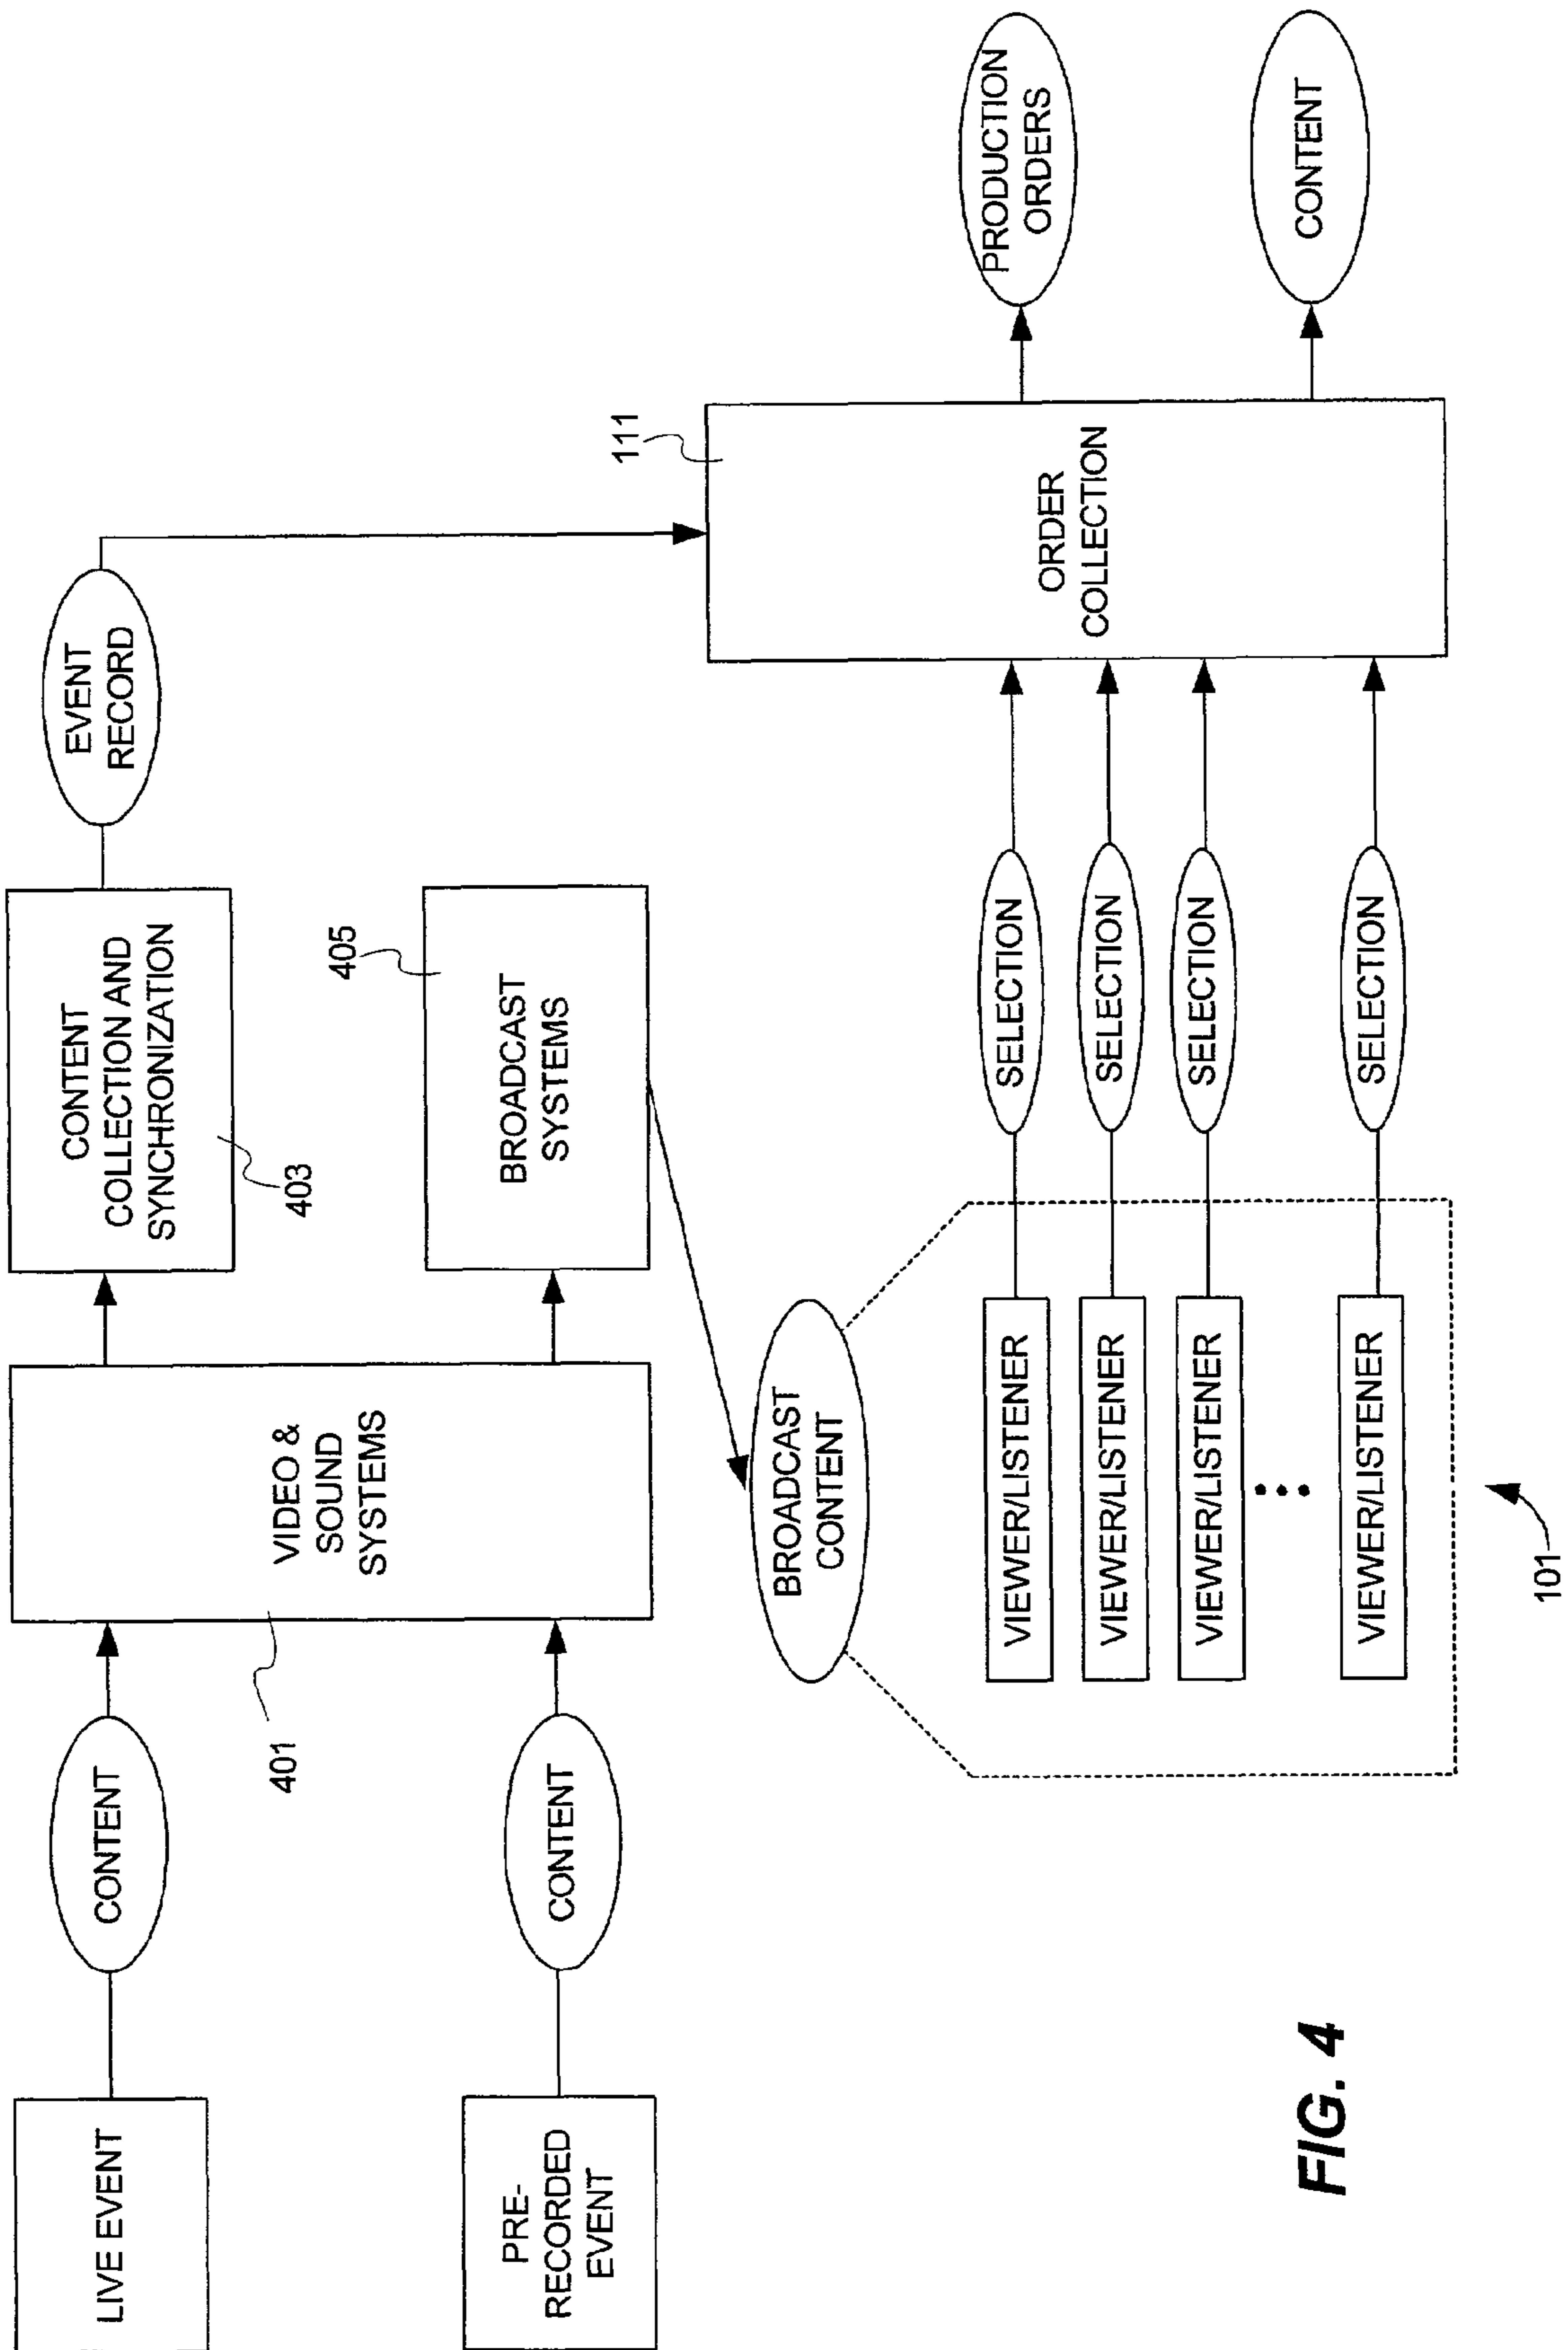 LIVE EVENT
CONTENT
PRE-
RECORDED
EVENT
CONTENT
401
VIDEO &
SOUND
SYSTEMS
CONTENT
COLLECTION AND
SYNCHRONIZATION
403
EVENT
RECORD
405
BROADCAST
SYSTEMS
BROADCAST
CONTENT
VIEWER/LISTENER
SELECTION
VIEWER/LISTENER
SELECTION
VIEWER/LISTENER
SELECTION
VIEWER/LISTENER
SELECTION
101
111
ORDER
COLLECTION
PRODUCTION
ORDERS
CONTENT
FIG. 4